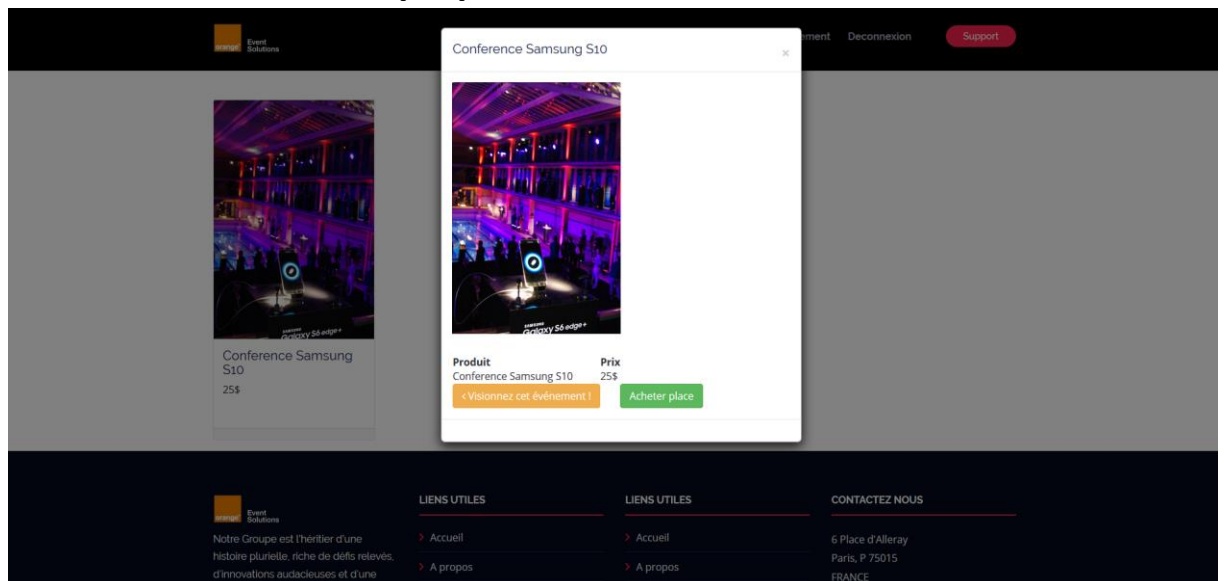 orange
Event
Solutions
ement Deconnexion Support
Conference Samsung S10
×
SAMSUNG
Galaxy S6 edge+
Conference Samsung
S10
25$
SAMSUNG
Galaxy S6 edge+
Produit Prix
Conference Samsung S10 25$
< Visionnez cet événement ! Acheter place
orange
Event
Solutions
Notre Groupe est l'héritier d'une
histoire plurielle, riche de défis relevés,
d'innovations audacieuses et d'une
LIENS UTILES
> Accueil
> A propos
LIENS UTILES
> Accueil
> A propos
CONTACTEZ NOUS
6 Place d'Alleray
Paris, P 75015
FRANCE